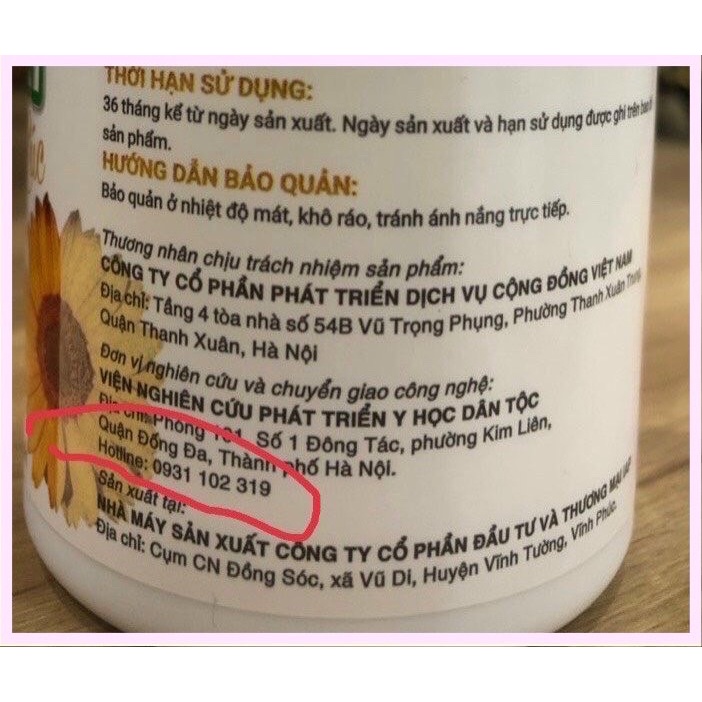 THỜI HẠN SỬ DỤNG:
36 tháng kể từ ngày sản xuất. Ngày sản xuất và hạn sử dụng được ghi trên bao bì
sản phẩm.
HƯỚNG DẪN BẢO QUẢN:
Bảo quản ở nhiệt độ mát, khô ráo, tránh ánh nắng trực tiếp.
Thương nhân chịu trách nhiệm sản phẩm:
CÔNG TY CỔ PHẦN PHÁT TRIỂN DỊCH VỤ CỘNG ĐỒNG VIỆT NAM
Địa chỉ: Tầng 4 tòa nhà số 54B Vũ Trọng Phụng, Phường Thanh Xuân Trung,
Quận Thanh Xuân, Hà Nội
Đơn vị nghiên cứu và chuyển giao công nghệ:
VIỆN NGHIÊN CỨU PHÁT TRIỂN Y HỌC DÂN TỘC
Địa chỉ: Phòng 101, Số 1 Đông Tác, phường Kim Liên,
Quận Đống Đa, Thành phố Hà Nội.
Hotline: 0931 102 319
Sản xuất tại:
NHÀ MÁY SẢN XUẤT CÔNG TY CỔ PHẦN ĐẦU TƯ VÀ THƯƠNG MẠI
Địa chỉ: Cụm CN Đồng Sóc, xã Vũ Di, Huyện Vĩnh Tường, Vĩnh Phúc.